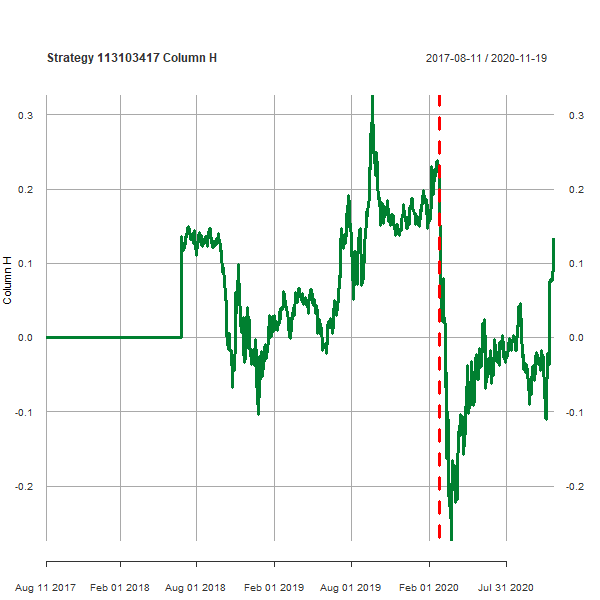 Strategy 113103417 Column H
2017-08-11 / 2020-11-19
0.3
0.3
0.2
0.2
0.1
0.1
Column H
0.0
0.0
-0.1
-0.1
-0.2
-0.2
Aug 11 2017
Feb 01 2018
Aug 01 2018
Feb 01 2019
Aug 01 2019
Feb 01 2020
Jul 31 2020